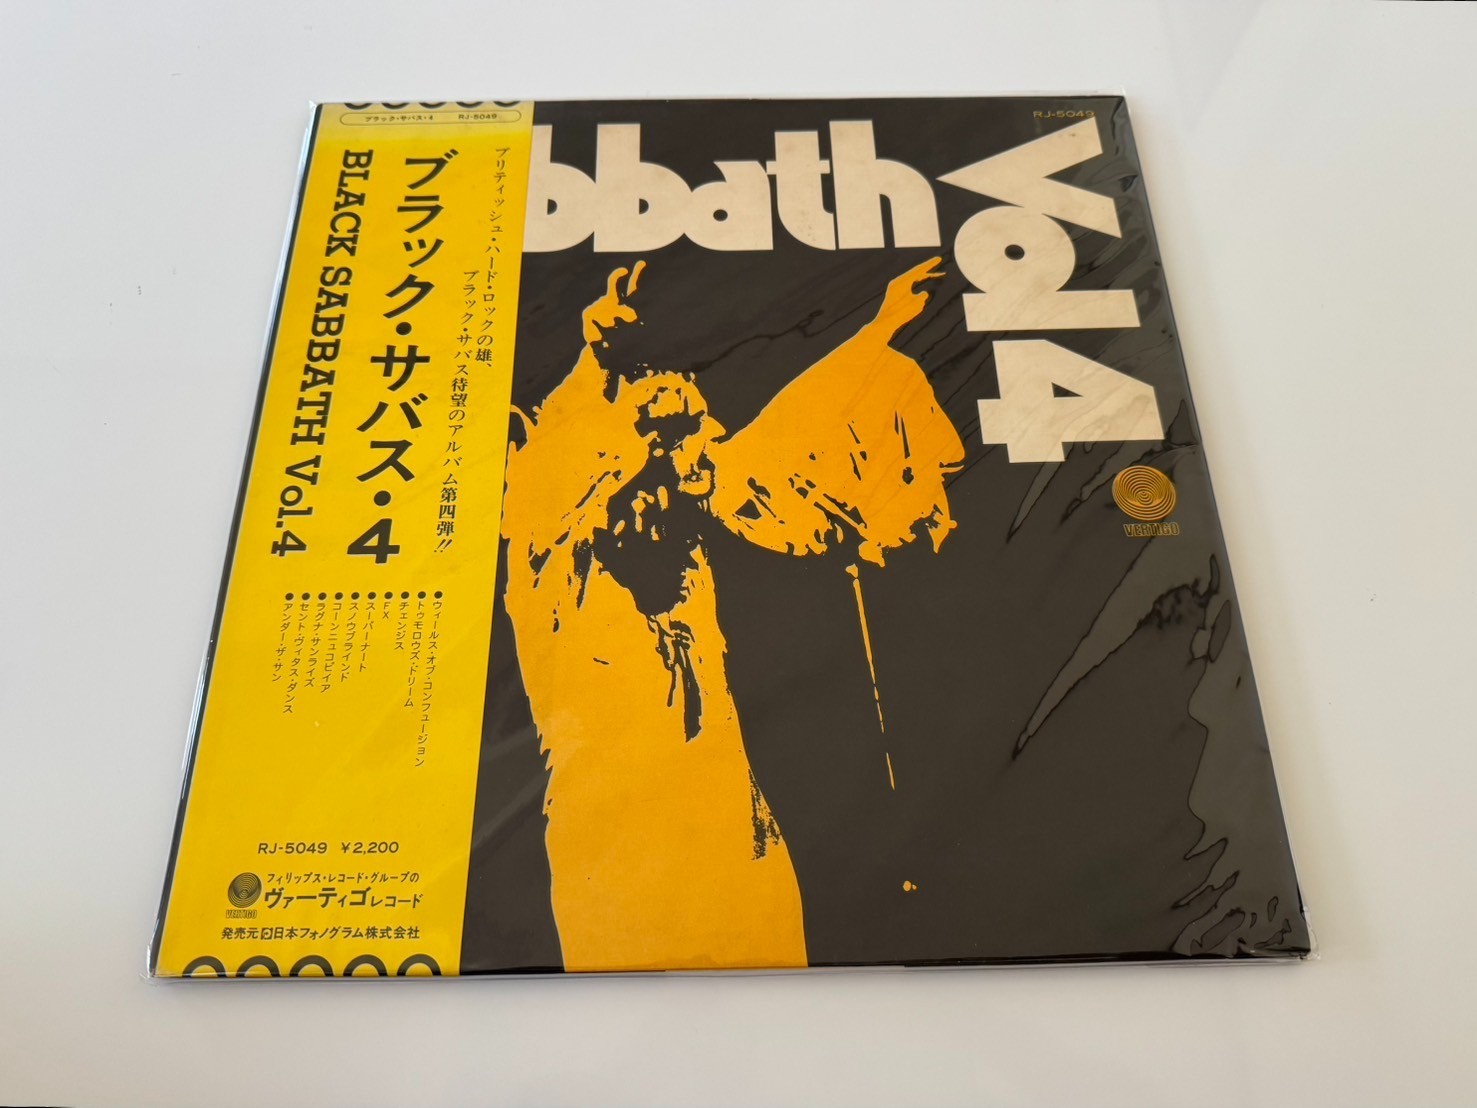 ブラック・サバス・4 RJ-5049
ブリティッシュ・ハード・ロックの雄、
ブラック・サバス待望のアルバム第四弾!!
ブラック・サバス・4
BLACK SABBATH Vol.4
●ウィールス・オブ・コンフュージョン
●トゥモロウズ・ドリーム
●チェンジス
●FX
●スーパーナート
●スノウブラインド
●コーンニュコピイア
●ラグナ・サンライズ
●セント・ヴィタス・ダンス
●アンダー・ザ・サン
RJ-5049 ¥2,200
フィリップス・レコード・グループの
ヴァーティゴレコード
VERTIGO
発売元 日本フォノグラム株式会社
RJ-5049
bbath
Vol 4
VERTIGO